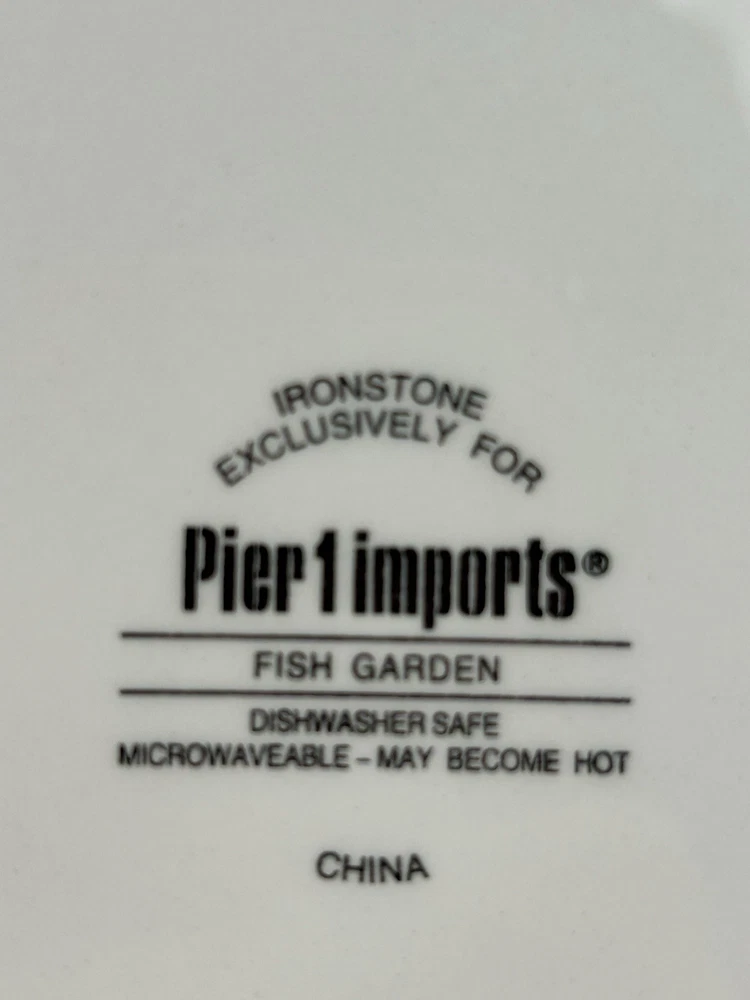 IRONSTONE
EXCLUSIVELY FOR
Pier 1 imports®
FISH GARDEN
DISHWASHER SAFE
MICROWAVEABLE – MAY BECOME HOT
CHINA